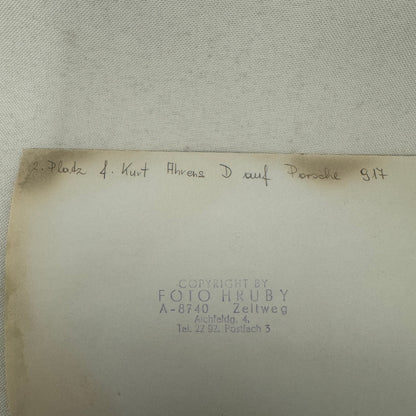 2. Platz f. Kurt Ahrens D auf Porsche 917
COPYRIGHT BY
FOTO HRUBY
A-8740 Zeltweg
Aichfeldg. 4,
Tel. 22 92, Postfach 3